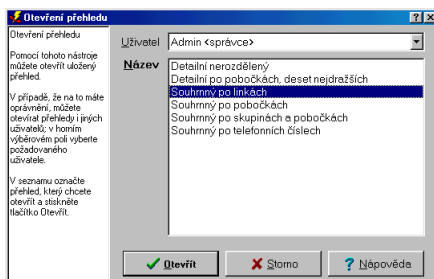 Otevření přehledu
Otevření přehledu
Pomocí tohoto nástroje
můžete otevřít uložený
přehled.
V případě, že na to máte
oprávnění, můžete
otevírat přehledy i jiných
uživatelů; v horním
výběrovém poli vyberte
požadovaného
uživatele.
V seznamu označte
přehled, který chcete
otevřít a stiskněte
tlačítko Otevřít.
Uživatel
Admin <správce>
Název
Detailní nerozdělený
Detailní po pobočkách, deset nejdražších
Souhrnný po linkách
Souhrnný po pobočkách
Souhrnný po skupinách a pobočkách
Souhrnný po telefonních číslech
Otevřít
Storno
Nápověda